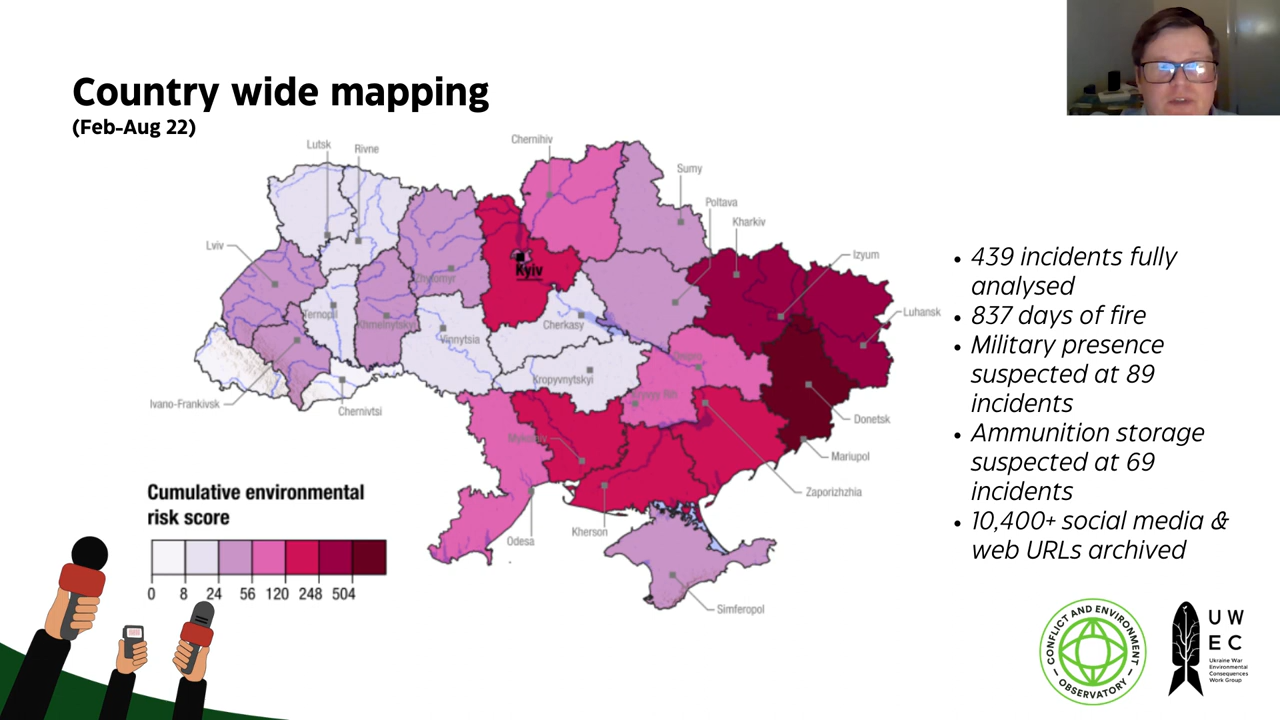 Country wide mapping
(Feb-Aug 22)
Lutsk
Rivne
Chernihiv
Sumy
Poltava
Kharkiv
Izyum
Lviv
Kyiv
Zhytomyr
Ternopil
Khmelnytskyi
Vinnytsia
Cherkasy
Luhansk
Dnipro
Kropyvnytskyi
Kryvyy Rih
Ivano-Frankivsk
Chernivtsi
Donetsk
Mykolaiv
Mariupol
Zaporizhzhia
Odesa
Kherson
Simferopol
Cumulative environmental
risk score
0 8 24 56 120 248 504
• 439 incidents fully
analysed
• 837 days of fire
• Military presence
suspected at 89
incidents
• Ammunition storage
suspected at 69
incidents
• 10,400+ social media &
web URLs archived
CONFLICT AND ENVIRONMENT
OBSERVATORY
UW
EC
Ukraine War
Environmental
Consequences
Work Group